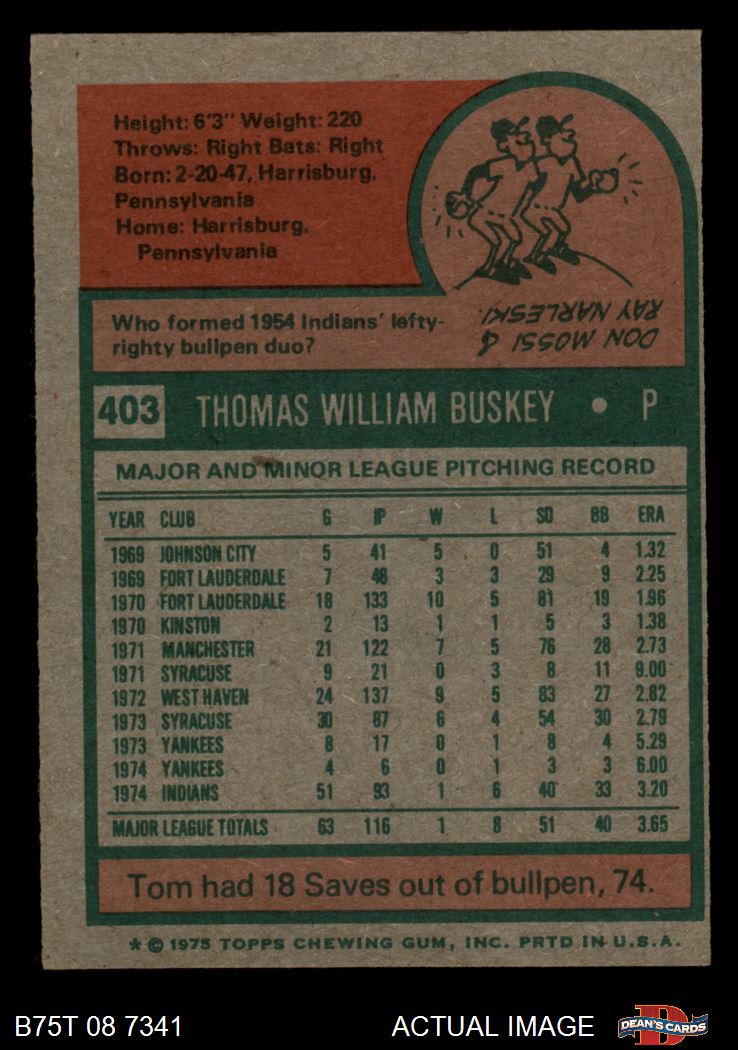 Height: 6'3" Weight: 220
Throws: Right Bats: Right
Born: 2-20-47, Harrisburg,
Pennsylvania
Home: Harrisburg,
Pennsylvania
Who formed 1954 Indians' lefty-
righty bullpen duo?
DON MOSSI &
RAY NARLESKI.
403 THOMAS WILLIAM BUSKEY • P
MAJOR AND MINOR LEAGUE PITCHING RECORD
YEAR CLUB G IP W L SO BB ERA
1969 JOHNSON CITY 5 41 5 0 51 4 1.32
1969 FORT LAUDERDALE 7 48 3 3 29 9 2.25
1970 FORT LAUDERDALE 18 133 10 5 81 19 1.96
1970 KINSTON 2 13 1 1 5 3 1.38
1971 MANCHESTER 21 122 7 5 76 28 2.73
1971 SYRACUSE 9 21 0 3 8 11 9.00
1972 WEST HAVEN 24 137 9 5 83 27 2.82
1973 SYRACUSE 30 87 6 4 54 30 2.79
1973 YANKEES 8 17 0 1 8 4 5.29
1974 YANKEES 4 6 0 1 3 3 6.00
1974 INDIANS 51 93 1 6 40 33 3.20
MAJOR LEAGUE TOTALS 63 116 1 8 51 40 3.65
Tom had 18 Saves out of bullpen, 74.
* © 1975 TOPPS CHEWING GUM, INC. PRTD IN U.S.A.
B75T 08 7341 ACTUAL IMAGE D DEAN'S CARDS